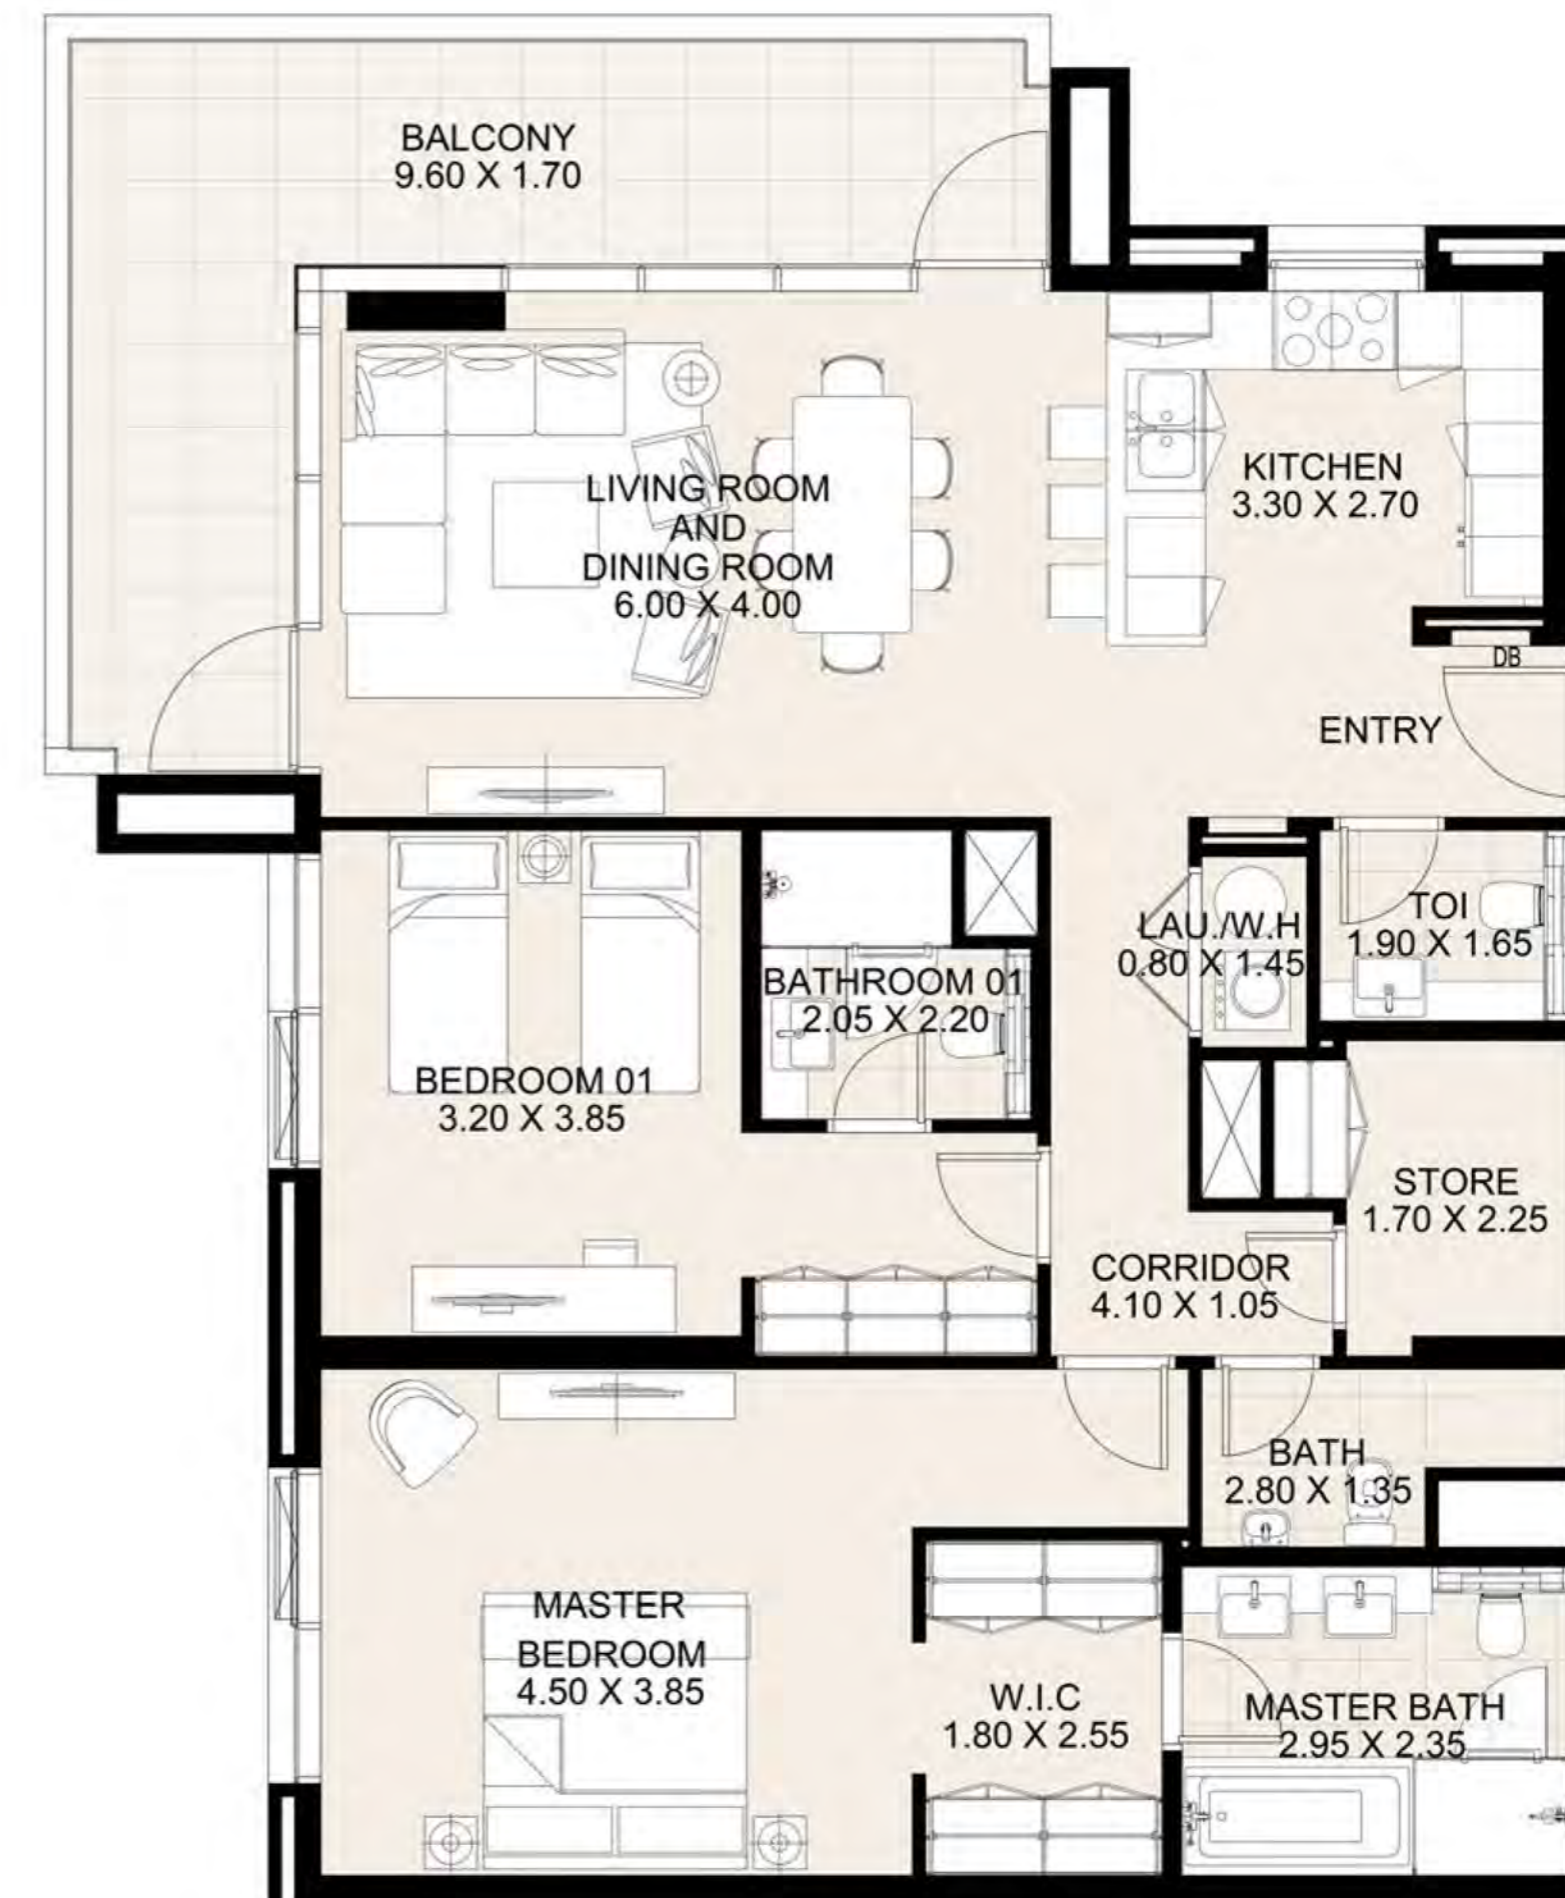 BALCONY
9.60 X 1.70
LIVING ROOM
AND
DINING ROOM
6.00 X 4.00
KITCHEN
3.30 X 2.70
DB
ENTRY
LAU./W.H
0.80 X 1.45
TOI
1.90 X 1.65
BATHROOM 01
2.05 X 2.20
BEDROOM 01
3.20 X 3.85
STORE
1.70 X 2.25
CORRIDOR
4.10 X 1.05
BATH
2.80 X 1.35
MASTER
BEDROOM
4.50 X 3.85
W.I.C
1.80 X 2.55
MASTER BATH
2.95 X 2.35